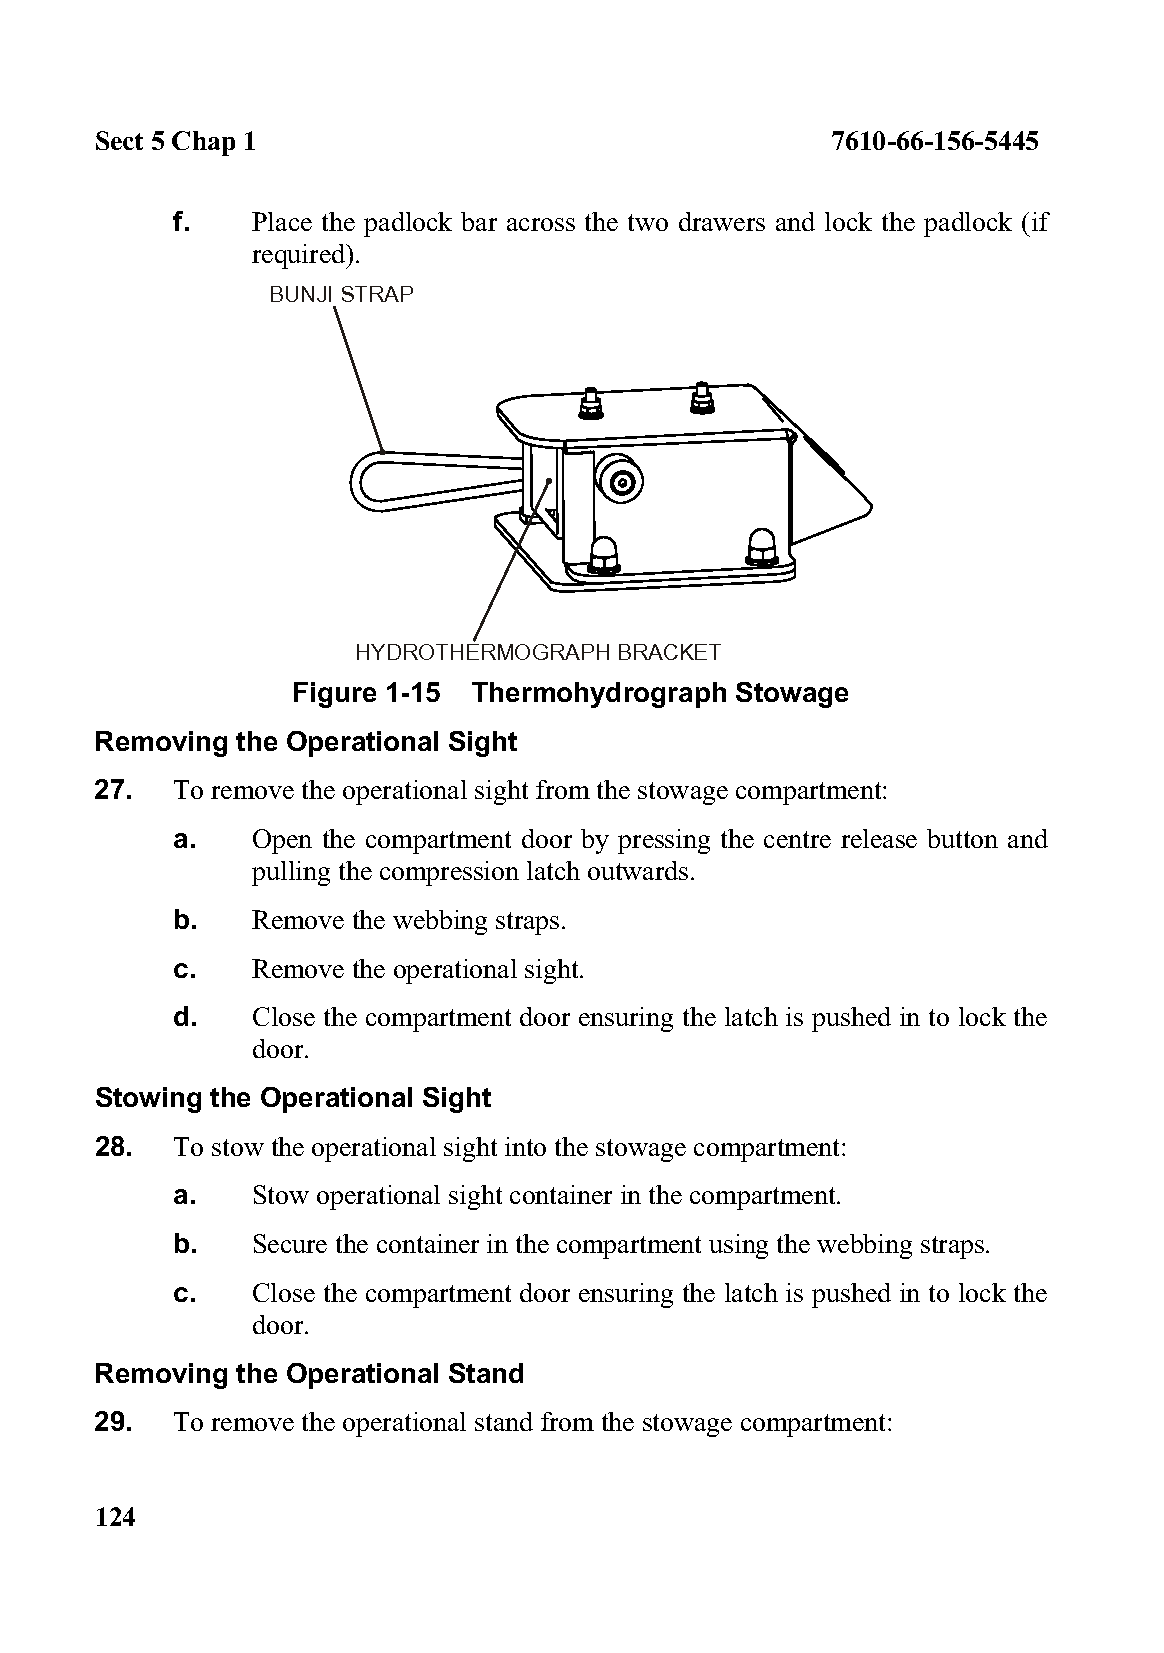 Sect 5 Chap 1 7610-66-156-5445
f. Place the padlock bar across the two drawers and lock the padlock (if
required).
BUNJI STRAP
HYDROTHERMOGRAPH BRACKET
Figure 1-15 Thermohydrograph Stowage
Removing the Operational Sight
27. To remove the operational sight from the stowage compartment:
a. Open the compartment door by pressing the centre release button and
pulling the compression latch outwards.
b. Remove the webbing straps.
c. Remove the operational sight.
d. Close the compartment door ensuring the latch is pushed in to lock the
door.
Stowing the Operational Sight
28. To stow the operational sight into the stowage compartment:
a. Stow operational sight container in the compartment.
b. Secure the container in the compartment using the webbing straps.
c. Close the compartment door ensuring the latch is pushed in to lock the
door.
Removing the Operational Stand
29. To remove the operational stand from the stowage compartment:
124